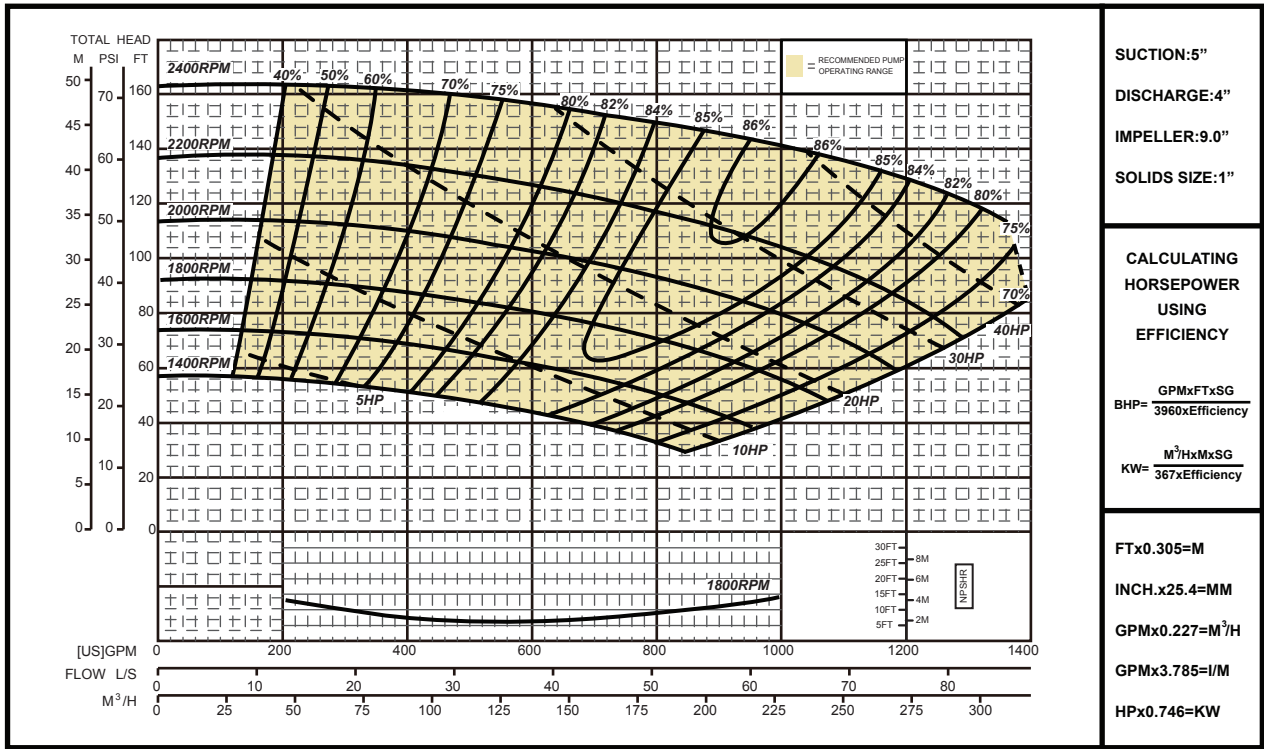 TOTAL HEAD
M PSI FT
50
45
40
35
30
25
20
15
10
5
0
70
60
50
40
30
20
10
0
160
140
120
100
80
60
40
20
0
2400RPM
2200RPM
2000RPM
1800RPM
1600RPM
1400RPM
40% 50% 60% 70% 75% 80% 82% 84% 85% 86% 86% 85% 84% 82% 80% 75% 70%
= RECOMMENDED PUMP
OPERATING RANGE
5HP
10HP
20HP
30HP
40HP
1800RPM
30FT
25FT
20FT
15FT
10FT
5FT
8M
6M
4M
2M
NPSHR
[US]GPM 0 200 400 600 800 1000 1200 1400
FLOW L/S 0 10 20 30 40 50 60 70 80
M³/H 0 25 50 75 100 125 150 175 200 225 250 275 300
SUCTION:5”
DISCHARGE:4”
IMPELLER:9.0”
SOLIDS SIZE:1”
CALCULATING
HORSEPOWER
USING
EFFICIENCY
BHP= GPMxFTxSG
3960xEfficiency
KW= M³/HxMxSG
367xEfficiency
FTx0.305=M
INCH.x25.4=MM
GPMx0.227=M³/H
GPMx3.785=I/M
HPx0.746=KW